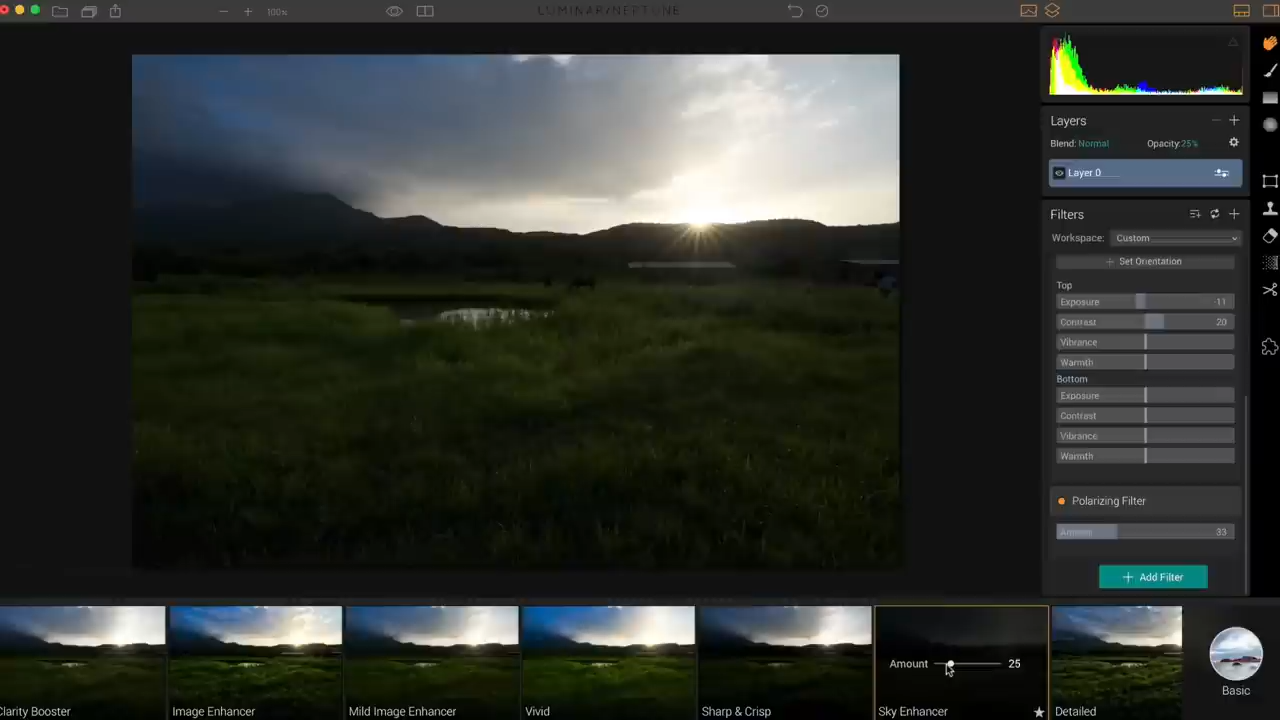 100%
LUMINAR/NEPTUNE
Layers
Blend: Normal
Opacity: 25%
Layer 0
Filters
Workspace: Custom
Set Orientation
Top
Exposure -11
Contrast 20
Vibrance
Warmth
Bottom
Exposure
Contrast
Vibrance
Warmth
Polarizing Filter
Amount 33
+ Add Filter
Amount 25
Clarity Booster
Image Enhancer
Mild Image Enhancer
Vivid
Sharp & Crisp
Sky Enhancer
Detailed
Basic